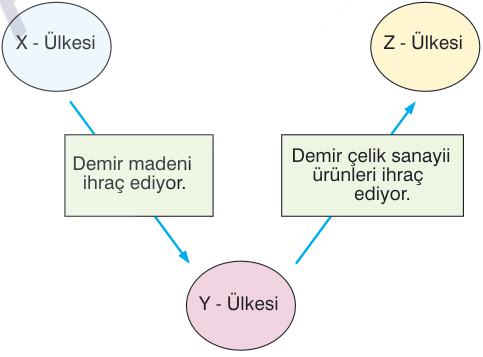 X - Ülkesi
Z - Ülkesi
Demir madeni
ihraç ediyor.
Demir çelik sanayii
ürünleri ihraç
ediyor.
Y - Ülkesi